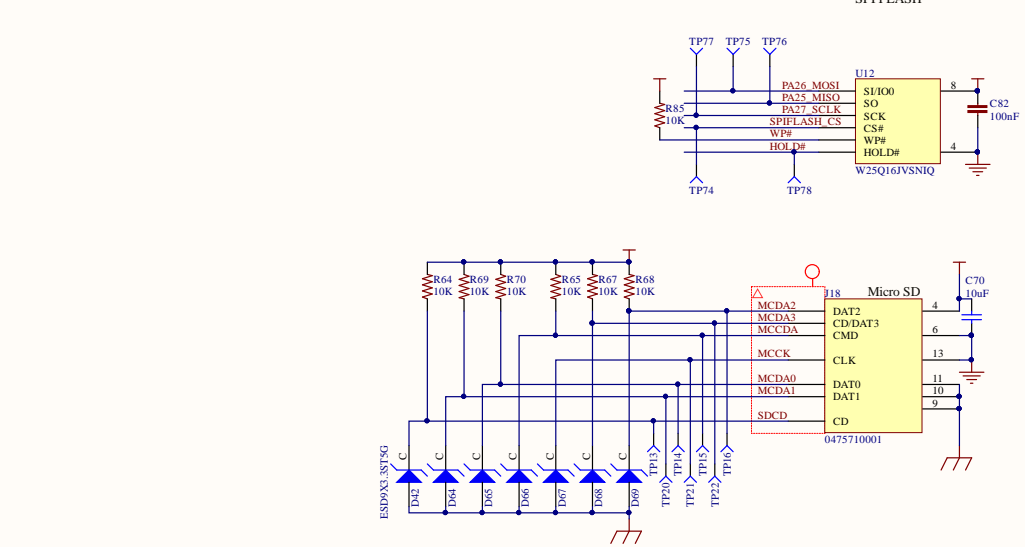 TP77 TP75 TP76
U12
PA26_MOSI SI/IO0 8
PA25_MISO SO
R85 PA27_SCLK SCK C82
10K SPIFLASH_CS CS# 100nF
WP# WP#
HOLD# HOLD# 4
W25Q16JVSNIQ
TP74 TP78
R64 R69 R70 R65 R67 R68 C70
10K 10K 10K 10K 10K 10K 10uF
J18 Micro SD
MCDA2 DAT2 4
MCDA3 CD/DAT3
MCCDA CMD 6
MCCK CLK 13
MCDA0 DAT0 11
MCDA1 DAT1 10
9
SDCD CD
0475710001
ESD9X3.3ST5G
C C C C C C C
TP13 TP14 TP15 TP16
TP20 TP21 TP22
D42 D64 D65 D66 D67 D68 D69